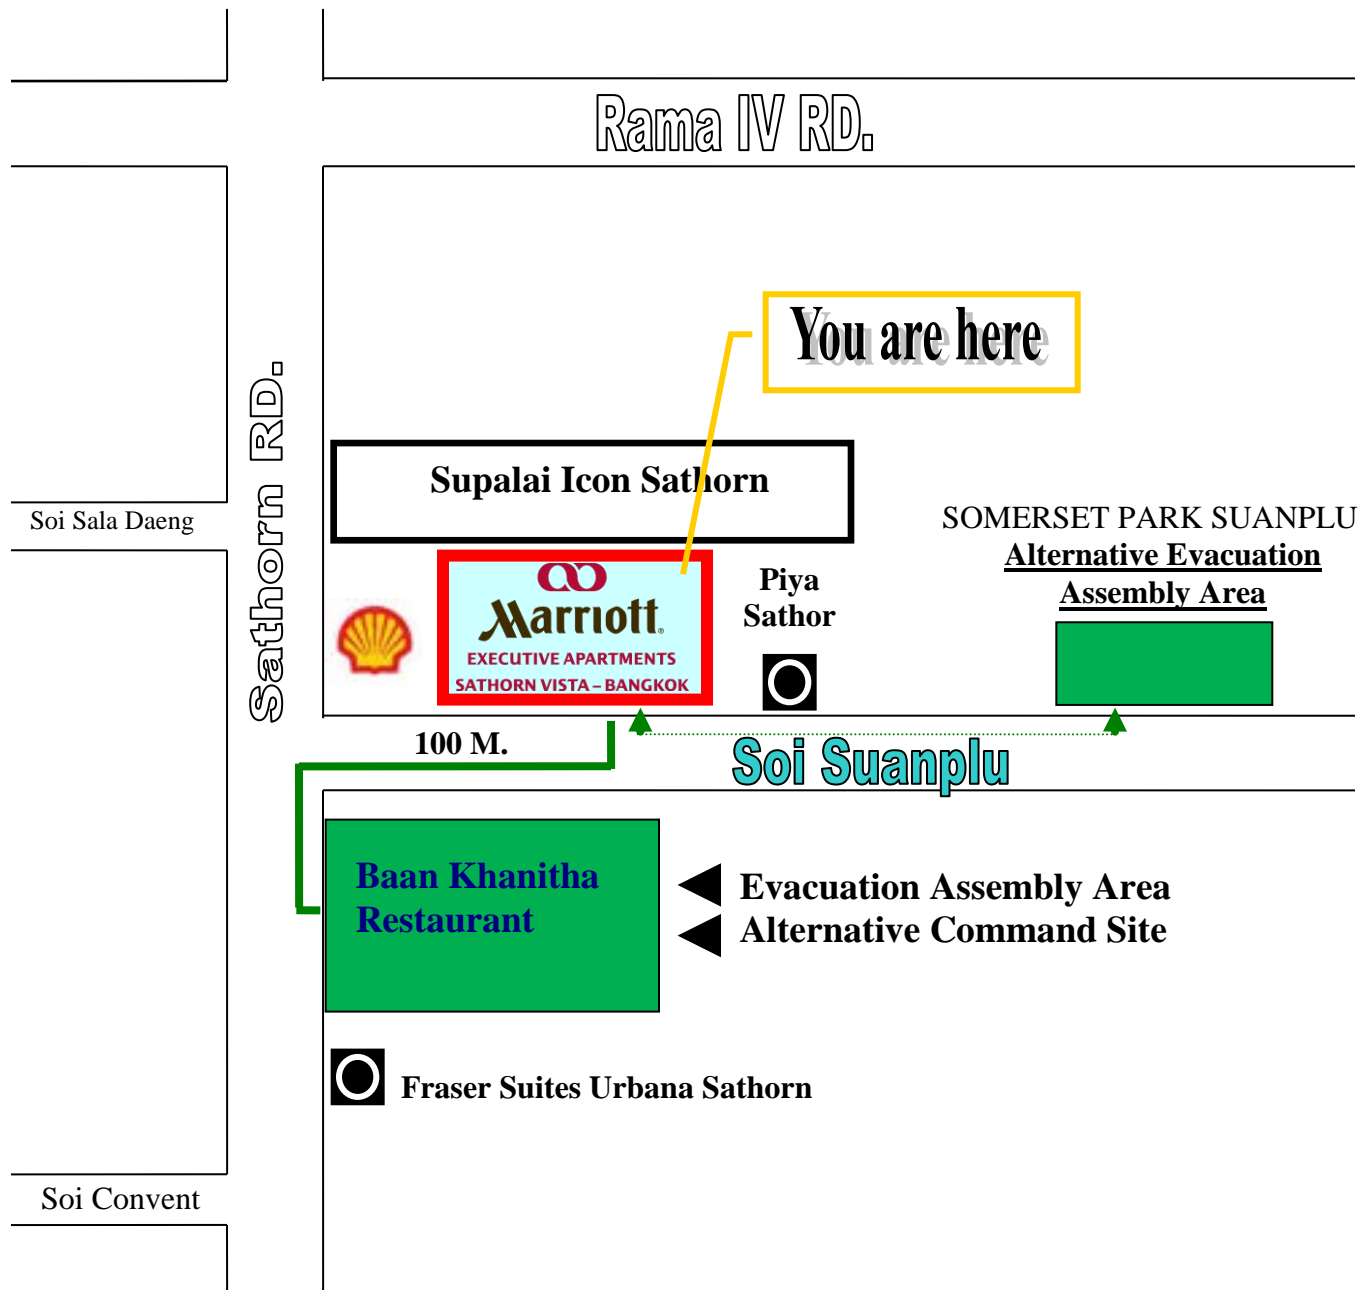 Rama IV RD.
You are here
Sathorn RD.
Supalai Icon Sathorn
Soi Sala Daeng
SOMERSET PARK SUANPLU
Alternative Evacuation
Assembly Area
Marriott
EXECUTIVE APARTMENTS
SATHORN VISTA – BANGKOK
Piya
Sathor
100 M.
Soi Suanplu
Baan Khanitha
Restaurant
Evacuation Assembly Area
Alternative Command Site
Fraser Suites Urbana Sathorn
Soi Convent